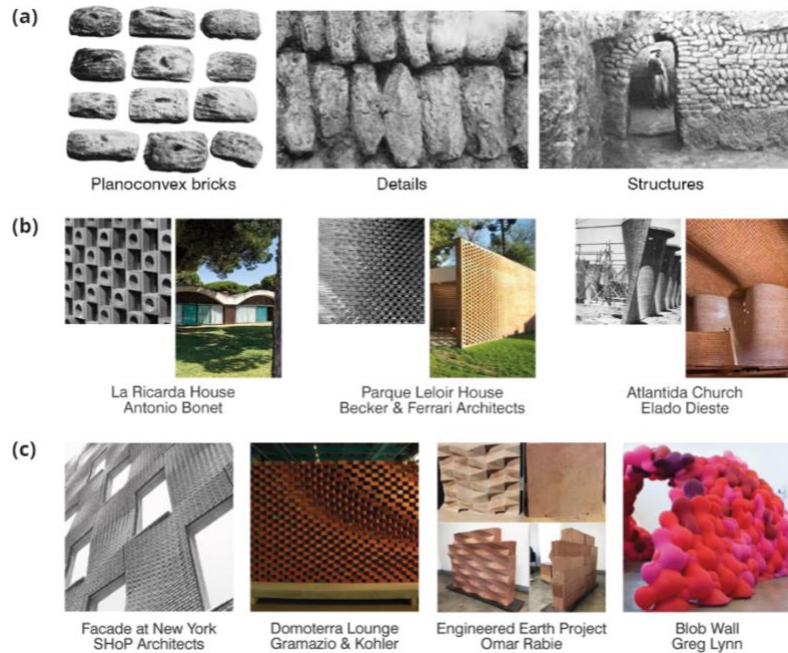 (a)
Planoconvex bricks
Details
Structures
(b)
La Ricarda House
Antonio Bonet
Parque Leloir House
Becker & Ferrari Architects
Atlantida Church
Elado Dieste
(c)
Facade at New York
SHoP Architects
Domoterra Lounge
Gramazio & Kohler
Engineered Earth Project
Omar Rabie
Blob Wall
Greg Lynn